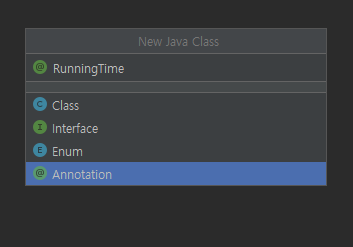 New Java Class
@ RunningTime
C Class
I Interface
E Enum
@ Annotation